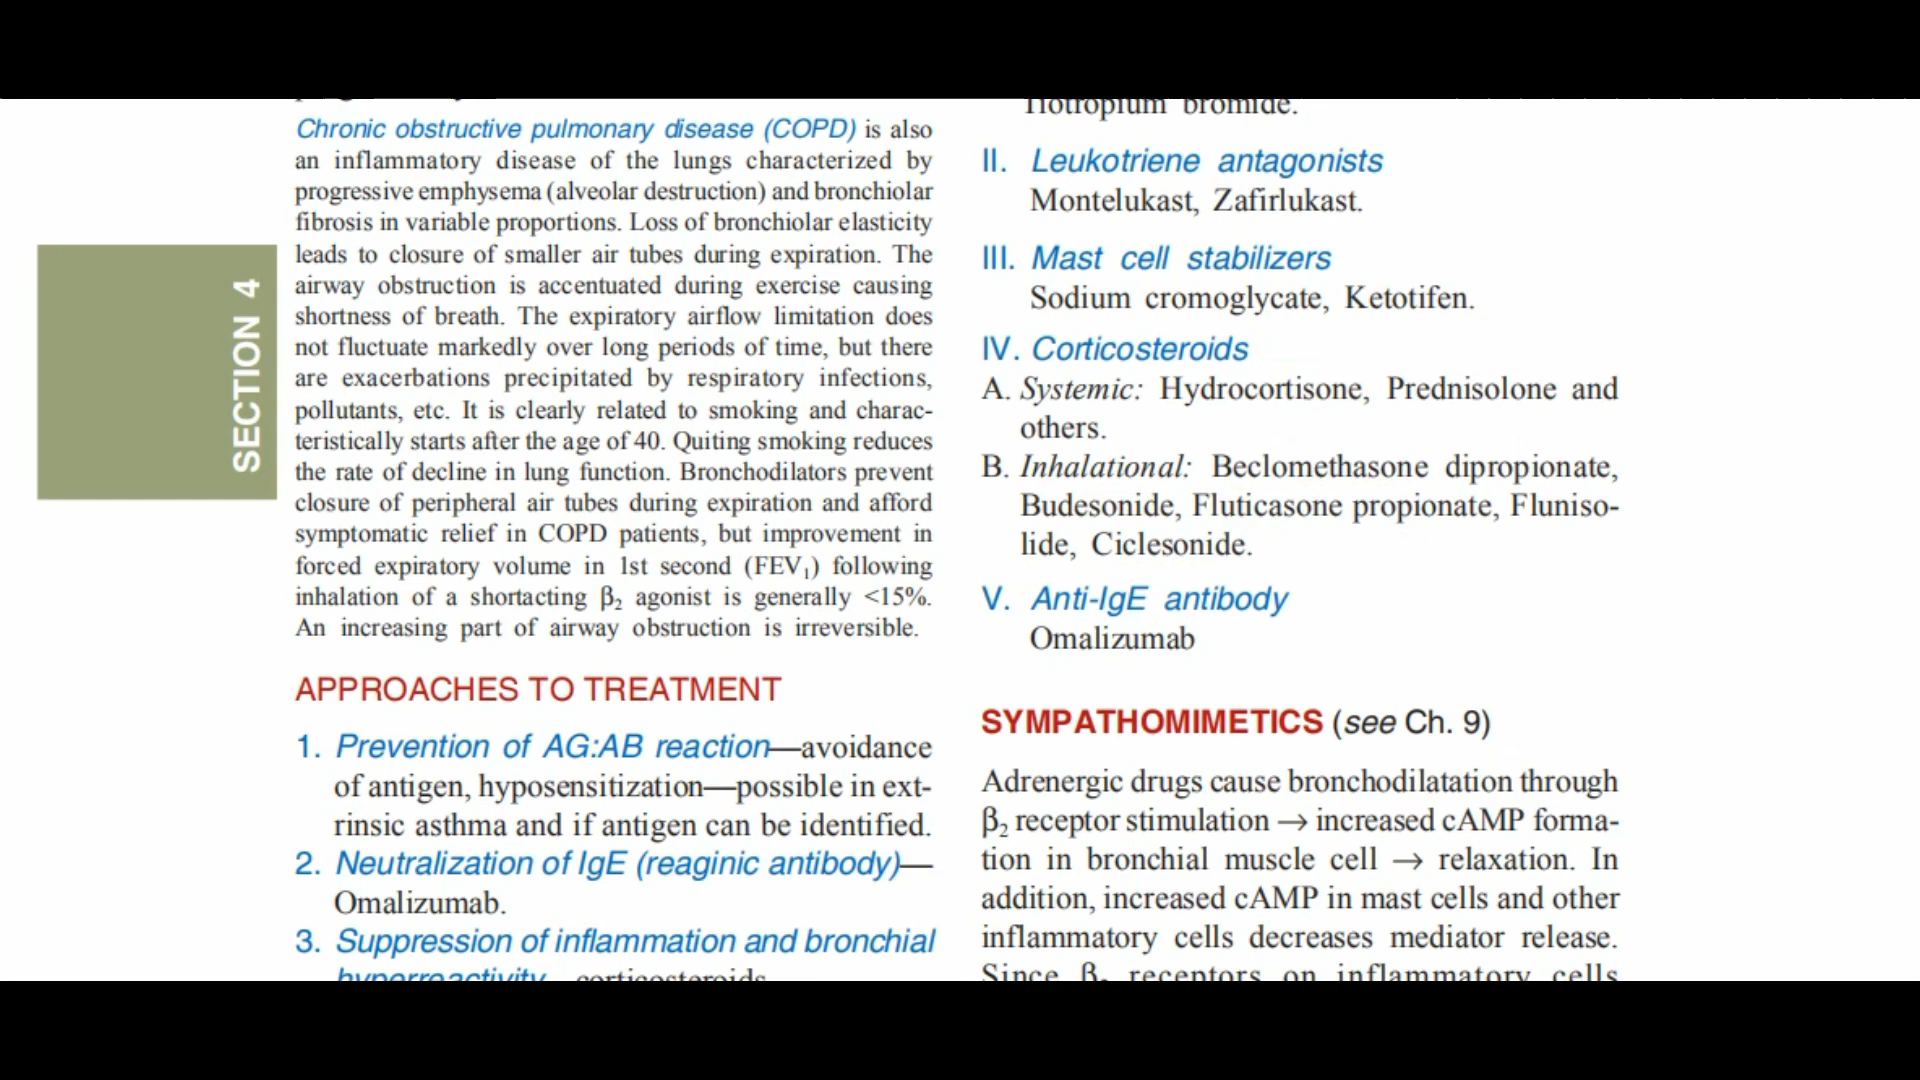 SECTION 4
Chronic obstructive pulmonary disease (COPD) is also
an inflammatory disease of the lungs characterized by
progressive emphysema (alveolar destruction) and bronchiolar
fibrosis in variable proportions. Loss of bronchiolar elasticity
leads to closure of smaller air tubes during expiration. The
airway obstruction is accentuated during exercise causing
shortness of breath. The expiratory airflow limitation does
not fluctuate markedly over long periods of time, but there
are exacerbations precipitated by respiratory infections,
pollutants, etc. It is clearly related to smoking and charac-
teristically starts after the age of 40. Quiting smoking reduces
the rate of decline in lung function. Bronchodilators prevent
closure of peripheral air tubes during expiration and afford
symptomatic relief in COPD patients, but improvement in
forced expiratory volume in 1st second (FEV₁) following
inhalation of a shortacting β₂ agonist is generally <15%.
An increasing part of airway obstruction is irreversible.
APPROACHES TO TREATMENT
1. Prevention of AG:AB reaction—avoidance
of antigen, hyposensitization—possible in ext-
rinsic asthma and if antigen can be identified.
2. Neutralization of IgE (reaginic antibody)—
Omalizumab.
3. Suppression of inflammation and bronchial
hyperreactivity—corticosteroids
Tiotropium bromide.
II. Leukotriene antagonists
Montelukast, Zafirlukast.
III. Mast cell stabilizers
Sodium cromoglycate, Ketotifen.
IV. Corticosteroids
A. Systemic: Hydrocortisone, Prednisolone and
others.
B. Inhalational: Beclomethasone dipropionate,
Budesonide, Fluticasone propionate, Fluniso-
lide, Ciclesonide.
V. Anti-IgE antibody
Omalizumab
SYMPATHOMIMETICS (see Ch. 9)
Adrenergic drugs cause bronchodilatation through
β₂ receptor stimulation → increased cAMP forma-
tion in bronchial muscle cell → relaxation. In
addition, increased cAMP in mast cells and other
inflammatory cells decreases mediator release.
Since β₂ receptors on inflammatory cells